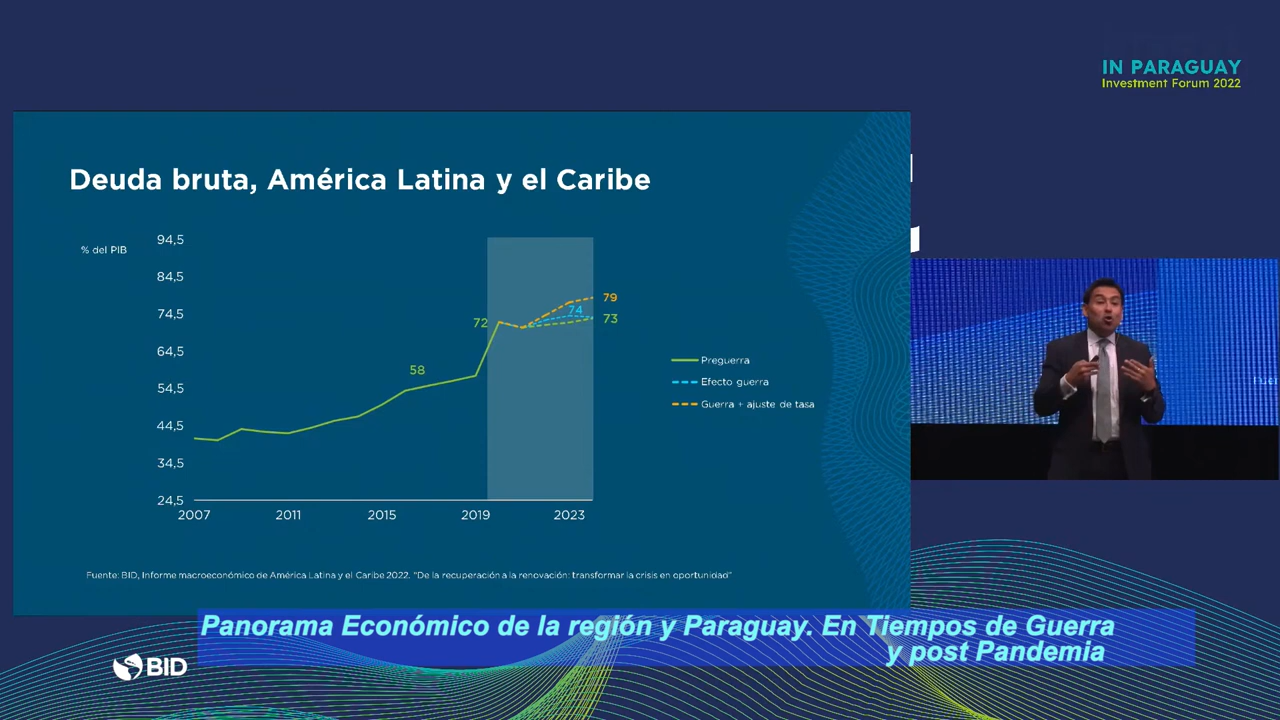 IN PARAGUAY
Investment Forum 2022
Deuda bruta, América Latina y el Caribe
% del PIB
94,5
84,5
74,5
64,5
54,5
44,5
34,5
24,5
2007
2011
2015
2019
2023
58
72
74
79
73
Preguerra
Efecto guerra
Guerra + ajuste de tasa
Fuente: BID, Informe macroeconómico de América Latina y el Caribe 2022. “De la recuperación a la renovación: transformar la crisis en oportunidad”
Panorama Económico de la región y Paraguay. En Tiempos de Guerra
y post Pandemia
BID